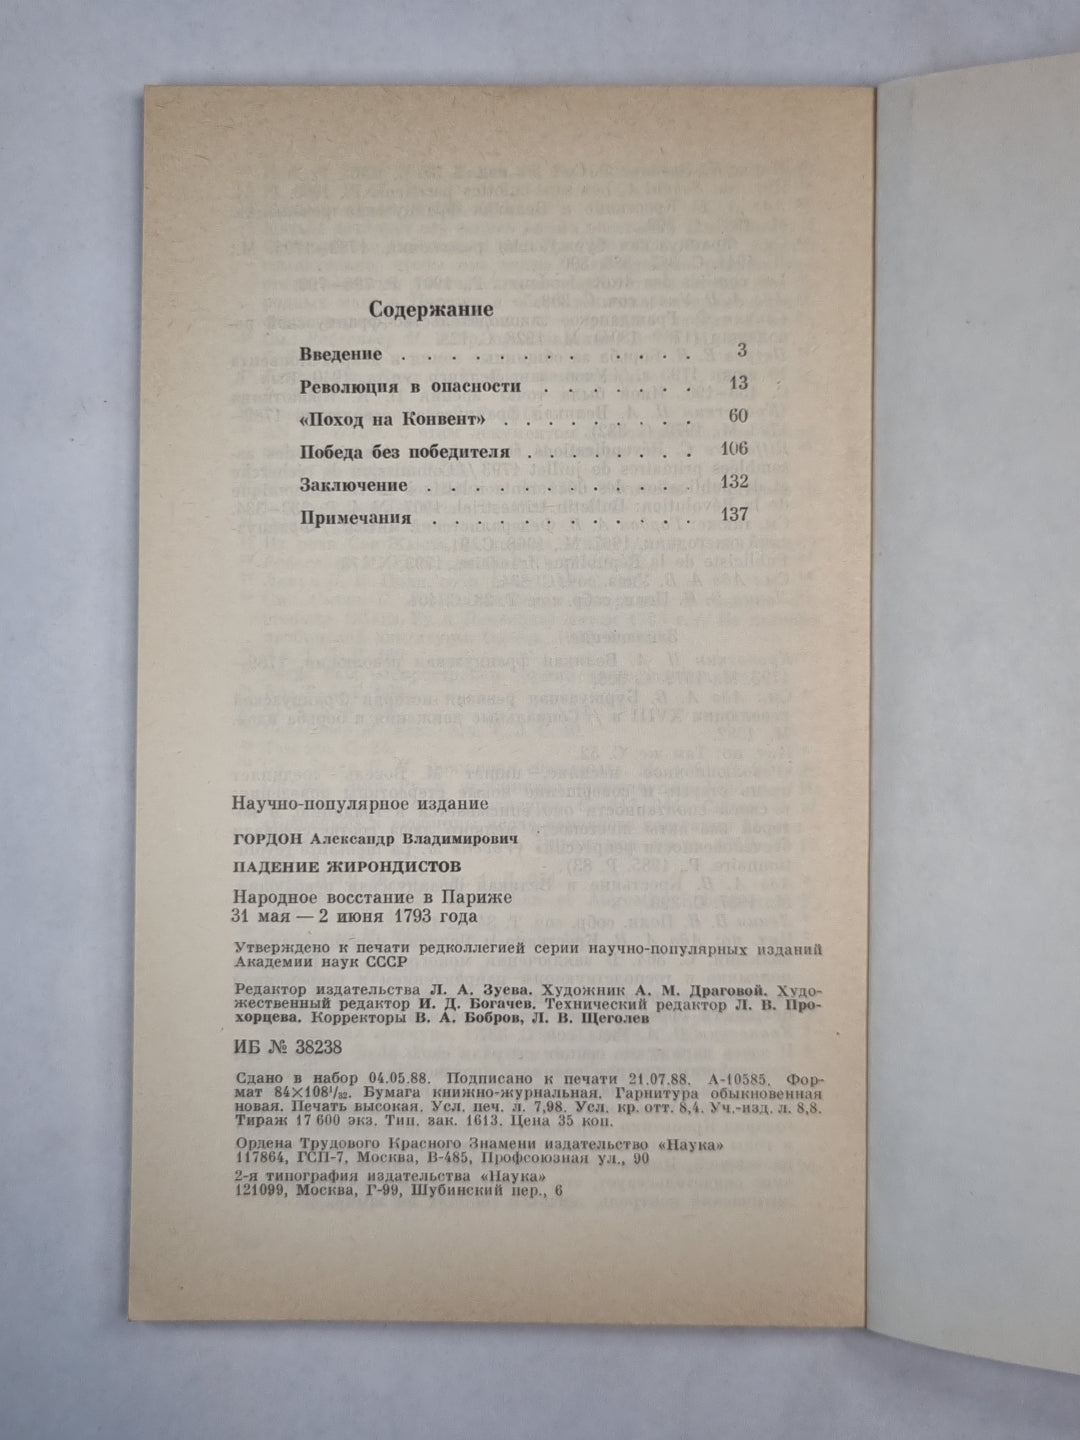 Содержание
Введение . . . . . . . . . . . . . 3
Революция в опасности . . . . . . . 13
«Поход на Конвент» . . . . . . . . . 60
Победа без победителя . . . . . . . . 106
Заключение . . . . . . . . . . . . 132
Примечания . . . . . . . . . . . . 137
Научно-популярное издание
ГОРДОН Александр Владимирович
ПАДЕНИЕ ЖИРОНДИСТОВ
Народное восстание в Париже
31 мая — 2 июня 1793 года
Утверждено к печати редколлегией серии научно-популярных изданий
Академии наук СССР
Редактор издательства Л. А. Зуева. Художник А. М. Драговой. Худо-
жественный редактор И. Д. Богачев. Технический редактор Л. В. Про-
хорцева. Корректоры В. А. Бобров, Л. В. Щеголев
ИБ № 38238
Сдано в набор 04.05.88. Подписано к печати 21.07.88. А-10585. Фор-
мат 84×108¹/₃₂. Бумага книжно-журнальная. Гарнитура обыкновенная
новая. Печать высокая. Усл. печ. л. 7,98. Усл. кр. отт. 8,4. Уч.-изд. л. 8,8.
Тираж 17 600 экз. Тип. зак. 1613. Цена 35 коп.
Ордена Трудового Красного Знамени издательство «Наука»
117864, ГСП-7, Москва, В-485, Профсоюзная ул., 90
2-я типография издательства «Наука»
121099, Москва, Г-99, Шубинский пер., 6